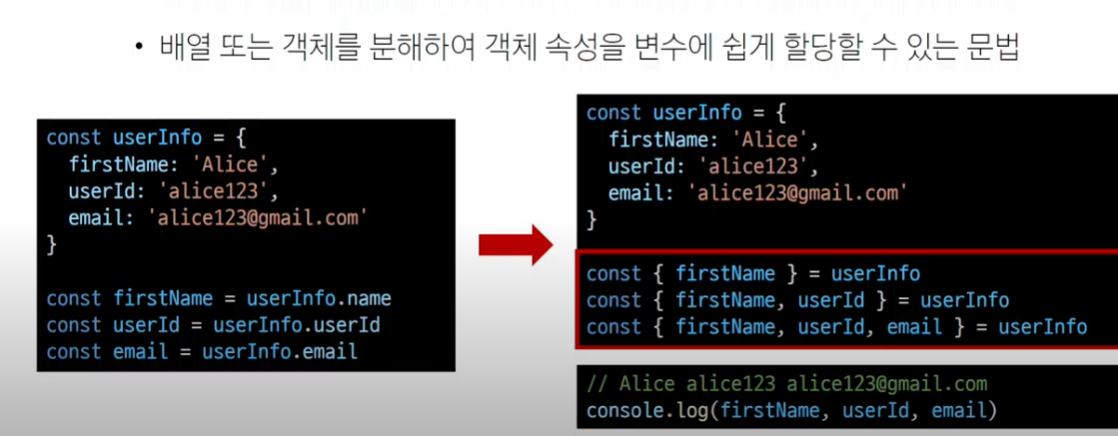 • 배열 또는 객체를 분해하여 객체 속성을 변수에 쉽게 할당할 수 있는 문법
const userInfo = {
  firstName: 'Alice',
  userId: 'alice123',
  email: 'alice123@gmail.com'
}
const firstName = userInfo.name
const userId = userInfo.userId
const email = userInfo.email
const userInfo = {
  firstName: 'Alice',
  userId: 'alice123',
  email: 'alice123@gmail.com'
}
const { firstName } = userInfo
const { firstName, userId } = userInfo
const { firstName, userId, email } = userInfo
// Alice alice123 alice123@gmail.com
console.log(firstName, userId, email)